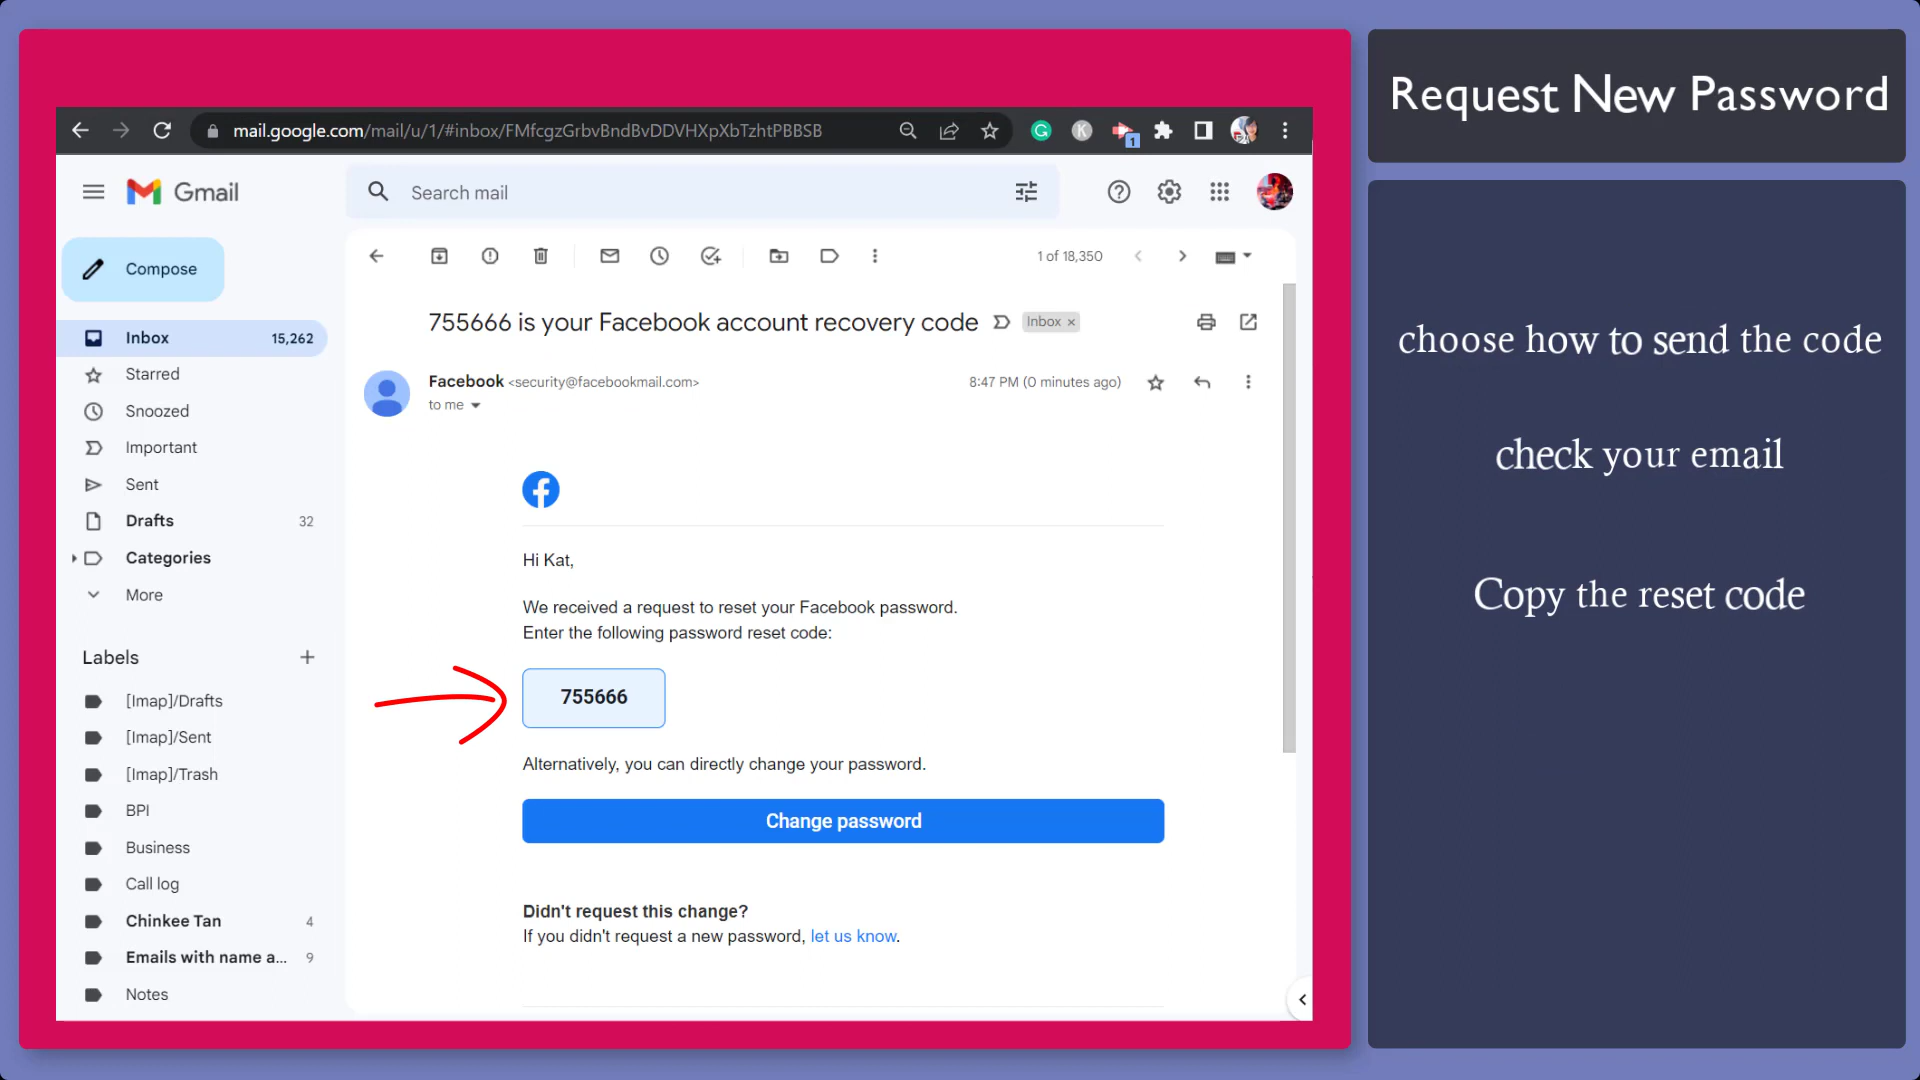 Request New Password
mail.google.com/mail/u/1/#inbox/FMfcgzGrbvBndBvDDVHXpXbTzhtPBBSB
G
K
1
Gmail
Search mail
Compose
1 of 18,350
755666 is your Facebook account recovery code
Inbox ×
Inbox 15,262
Starred
Snoozed
Important
Sent
Drafts 32
Categories
More
Labels +
[Imap]/Drafts
[Imap]/Sent
[Imap]/Trash
BPI
Business
Call log
Chinkee Tan 4
Emails with name a... 9
Notes
Facebook <security@facebookmail.com>
8:47 PM (0 minutes ago)
to me
Hi Kat,
We received a request to reset your Facebook password.
Enter the following password reset code:
755666
Alternatively, you can directly change your password.
Change password
Didn't request this change?
If you didn't request a new password, let us know.
choose how to send the code
check your email
Copy the reset code